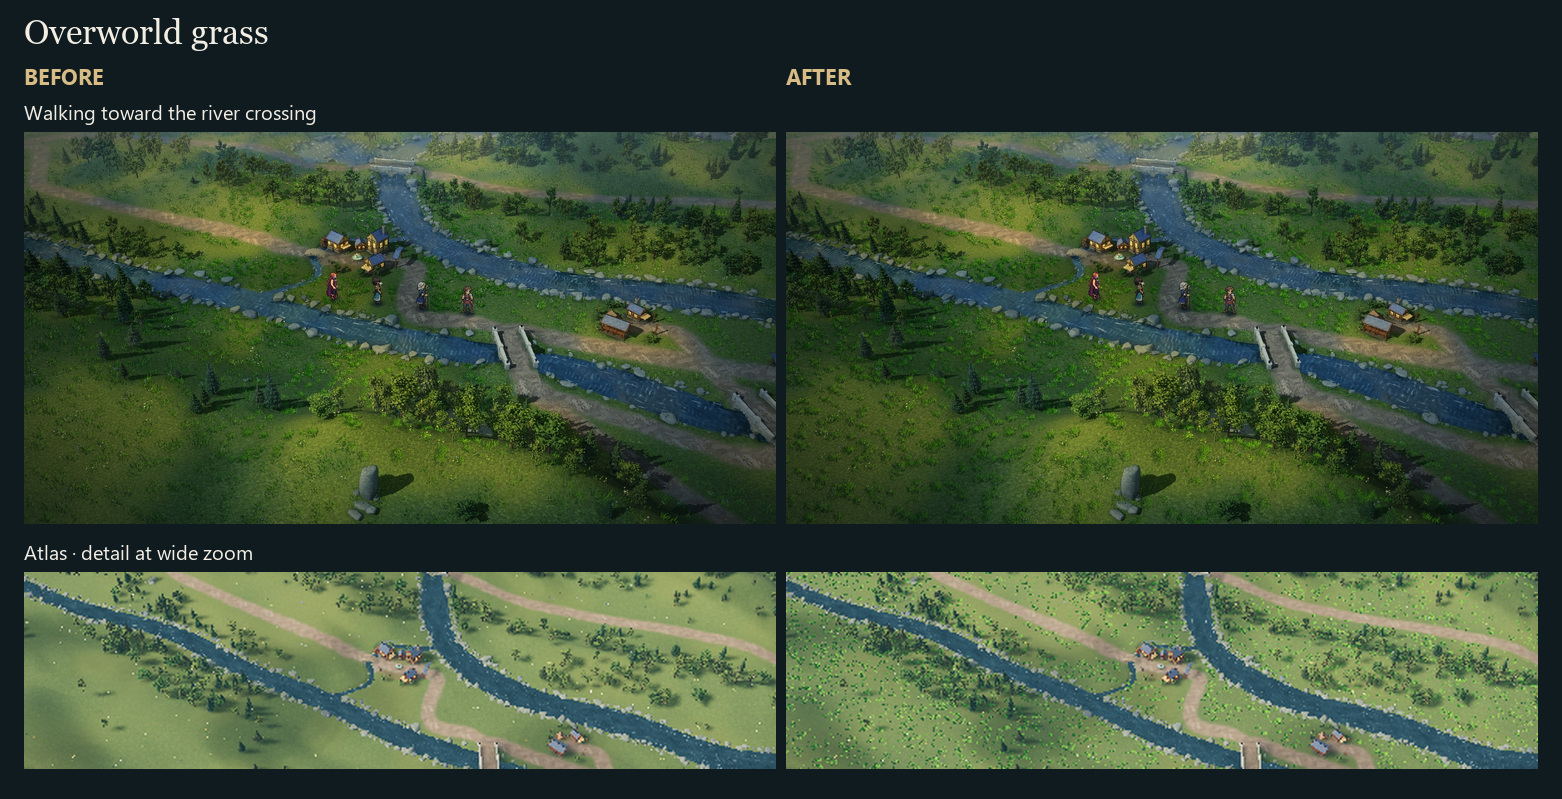 Overworld grass
BEFORE
AFTER
Walking toward the river crossing
Atlas · detail at wide zoom